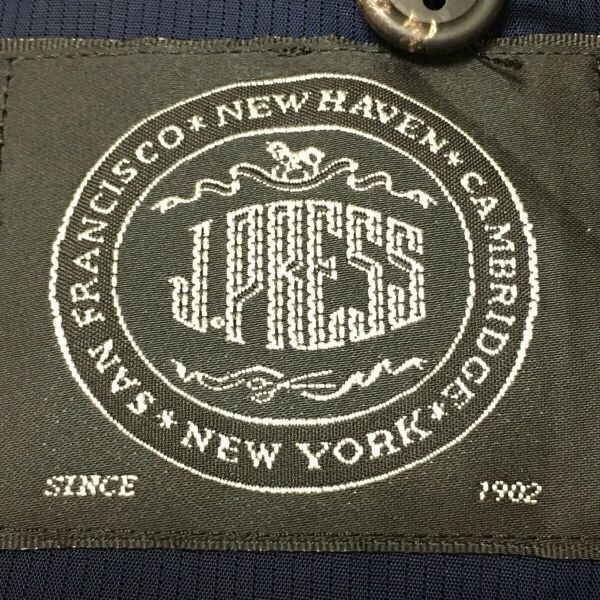 SAN FRANCISCO * NEW HAVEN * CAMBRIDGE * NEW YORK *
J.PRESS
SINCE 1902